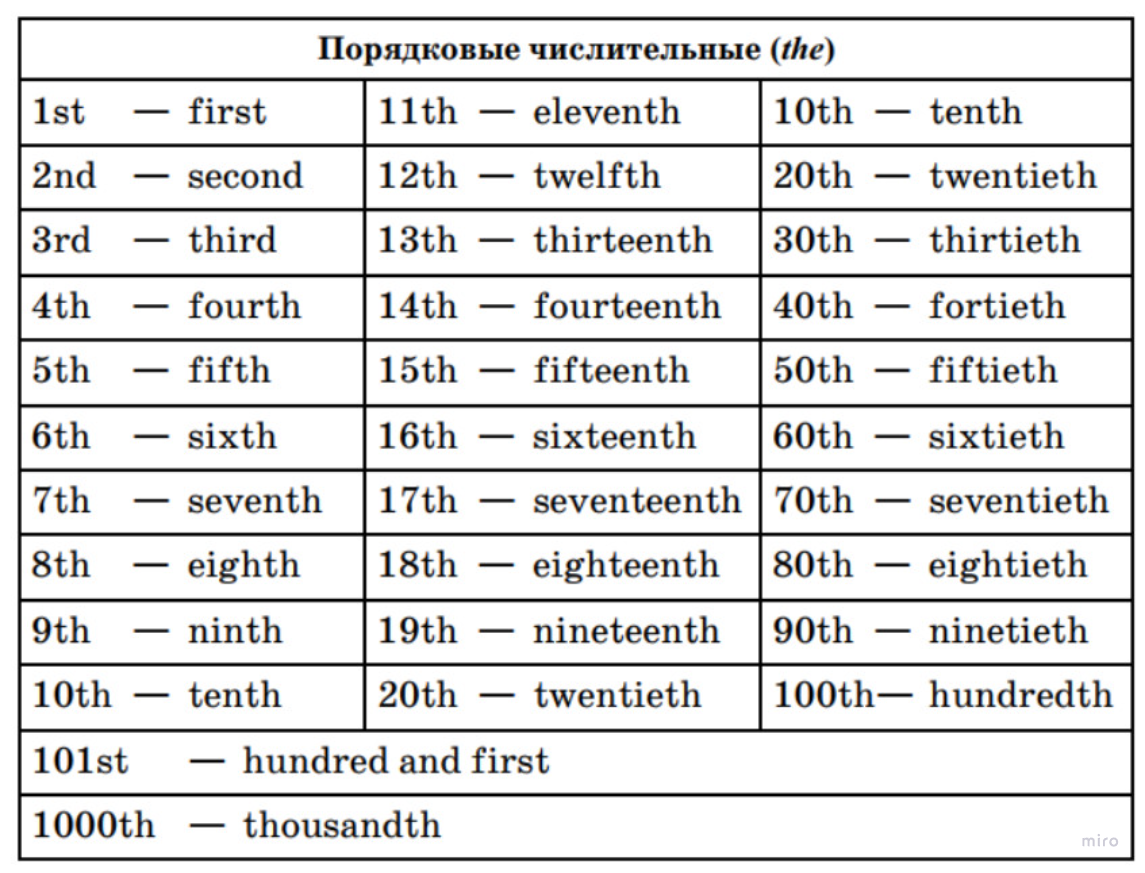 Порядковые числительные (the)
1st — first 11th — eleventh 10th — tenth
2nd — second 12th — twelfth 20th — twentieth
3rd — third 13th — thirteenth 30th — thirtieth
4th — fourth 14th — fourteenth 40th — fortieth
5th — fifth 15th — fifteenth 50th — fiftieth
6th — sixth 16th — sixteenth 60th — sixtieth
7th — seventh 17th — seventeenth 70th — seventieth
8th — eighth 18th — eighteenth 80th — eightieth
9th — ninth 19th — nineteenth 90th — ninetieth
10th — tenth 20th — twentieth 100th— hundredth
101st — hundred and first
1000th — thousandth
miro